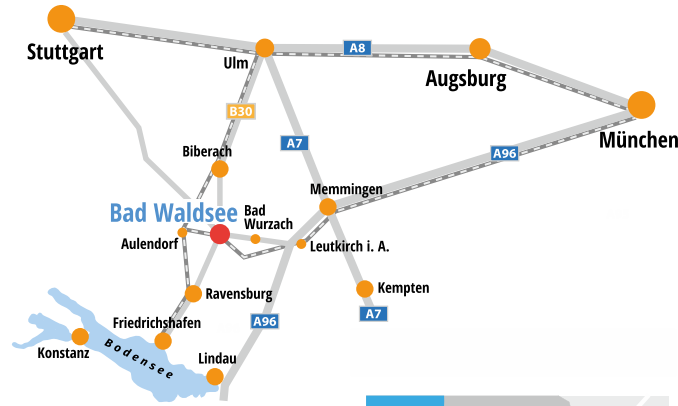 Stuttgart
A8
Ulm
Augsburg
B30
München
A7
Biberach
A96
Memmingen
Bad Waldsee
Bad
Wurzach
Aulendorf
Leutkirch i. A.
Ravensburg
Kempten
A7
A96
Friedrichshafen
Konstanz
Bodensee
Lindau